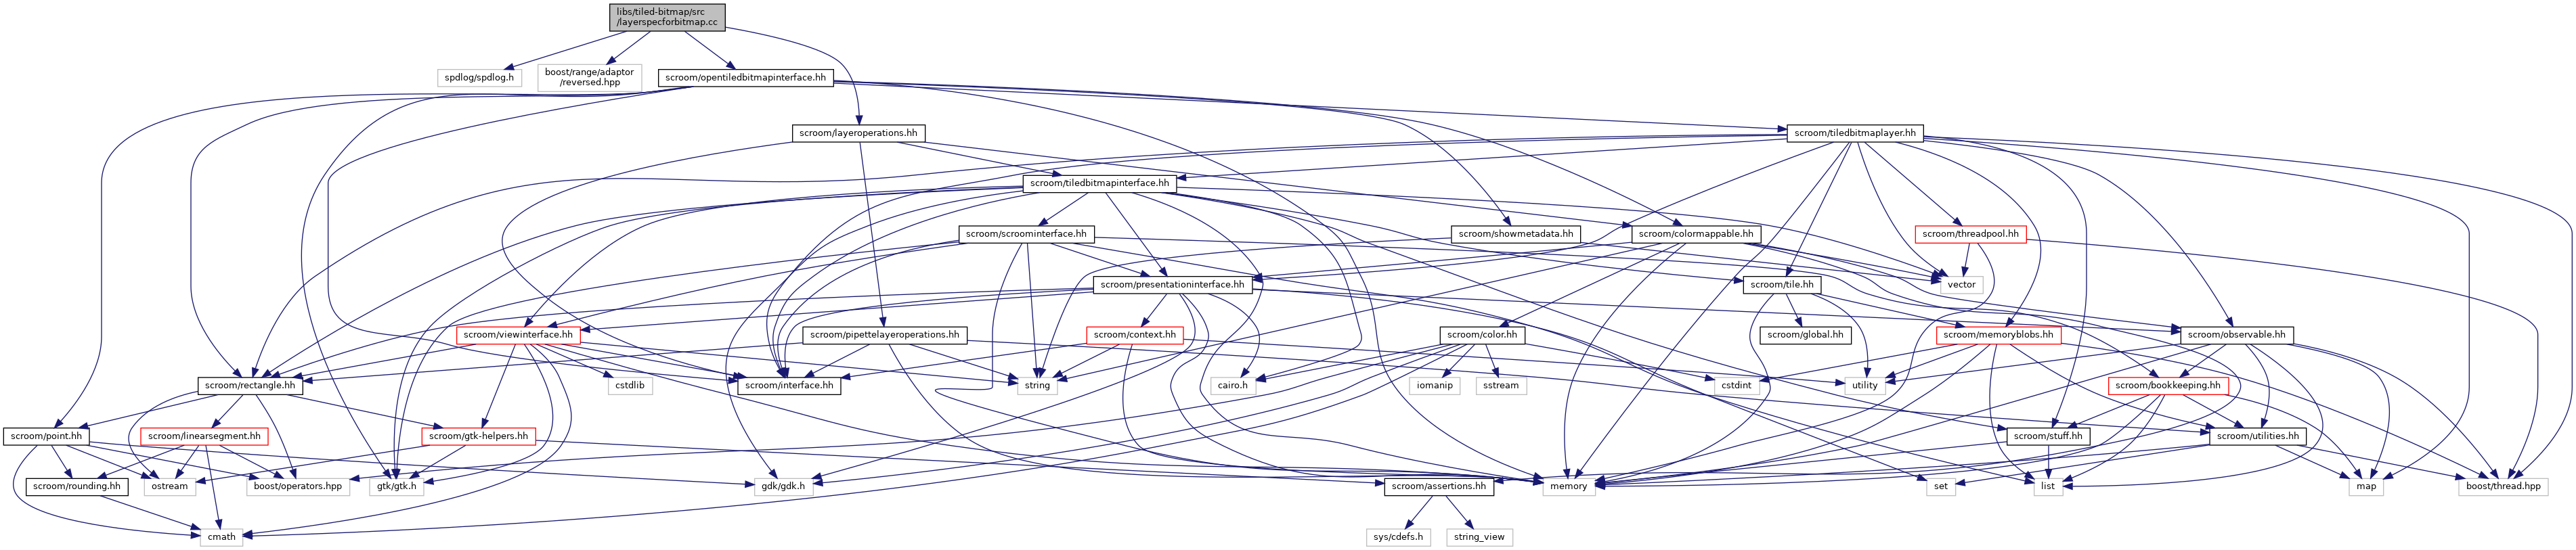 libs/tiled-bitmap/src
/layerspecforbitmap.cc
spdlog/spdlog.h
boost/range/adaptor
/reversed.hpp
scroom/opentiledbitmapinterface.hh
scroom/layeroperations.hh
scroom/tiledbitmaplayer.hh
scroom/tiledbitmapinterface.hh
scroom/scroominterface.hh
scroom/showmetadata.hh
scroom/colormappable.hh
scroom/threadpool.hh
scroom/presentationinterface.hh
scroom/tile.hh
vector
scroom/viewinterface.hh
scroom/pipettelayeroperations.hh
scroom/context.hh
scroom/color.hh
scroom/global.hh
scroom/memoryblobs.hh
scroom/observable.hh
scroom/rectangle.hh
cstdlib
scroom/interface.hh
string
cairo.h
iomanip
sstream
cstdint
utility
scroom/bookkeeping.hh
scroom/point.hh
scroom/linearsegment.hh
scroom/gtk-helpers.hh
scroom/stuff.hh
scroom/utilities.hh
scroom/rounding.hh
ostream
boost/operators.hpp
gtk/gtk.h
gdk/gdk.h
scroom/assertions.hh
memory
set
list
map
boost/thread.hpp
cmath
sys/cdefs.h
string_view